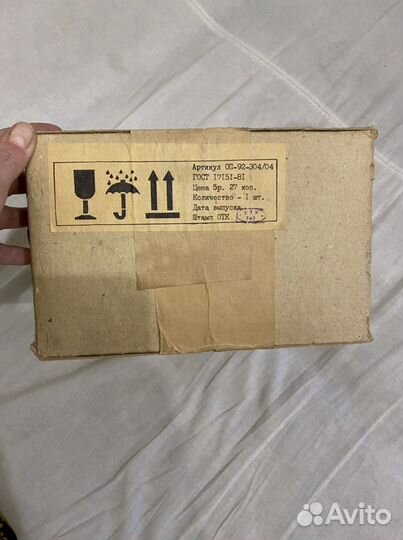 Артикул ОП-92-304/04
ГОСТ 17151-81
Цена 5р. 27 коп.
Количество - 1 шт.
Дата выпуска
Штамп ОТК
Avito